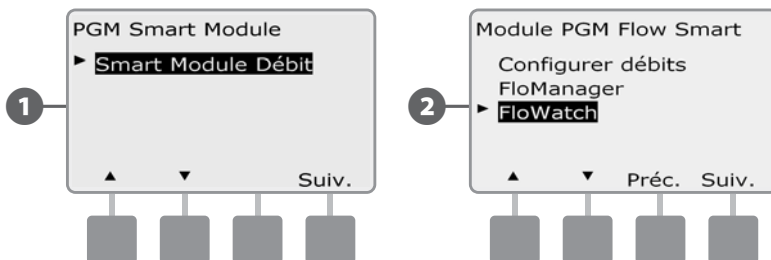 PGM Smart Module
► Smart Module Débit
1
▲ ▼ Suiv.
Module PGM Flow Smart
Configurer débits
FloManager
► FloWatch
2
▲ ▼ Préc. Suiv.